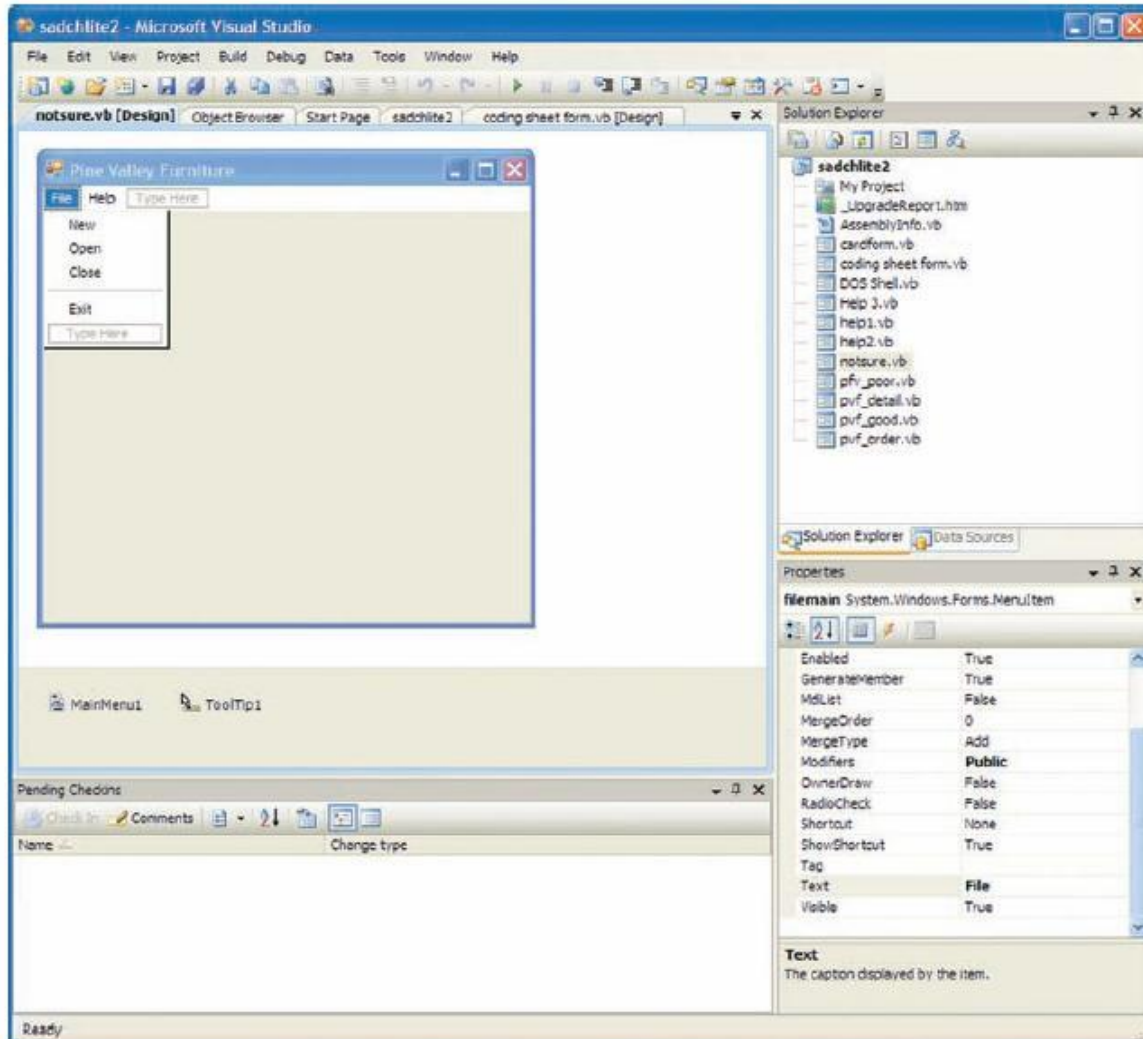 sadchlite2 - Microsoft Visual Studio
File Edit View Project Build Debug Data Tools Window Help
notsure.vb [Design] Object Browser Start Page sadchlite2 coding sheet form.vb [Design]
Pine Valley Furniture
File Help Type Here
New
Open
Close
Exit
Type Here
MainMenu1 ToolTip1
Pending Checkins
Check In Comments
Name Change type
Ready
Solution Explorer
sadchlite2
My Project
_UpgradeReport.htm
AssemblyInfo.vb
cardform.vb
coding sheet form.vb
DOS Shell.vb
Help 3.vb
help1.vb
help2.vb
notsure.vb
pfv_poor.vb
pvf_detail.vb
pvf_good.vb
pvf_order.vb
Solution Explorer Data Sources
Properties
filemain System.Windows.Forms.MenuItem
Enabled True
GenerateMember True
MdiList False
MergeOrder 0
MergeType Add
Modifiers Public
OwnerDraw False
RadioCheck False
Shortcut None
ShowShortcut True
Tag
Text File
Visible True
Text
The caption displayed by the item.